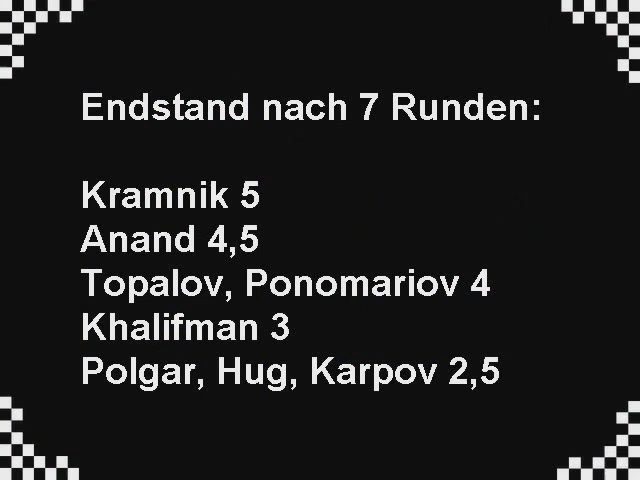 Endstand nach 7 Runden:
Kramnik 5
Anand 4,5
Topalov, Ponomariov 4
Khalifman 3
Polgar, Hug, Karpov 2,5